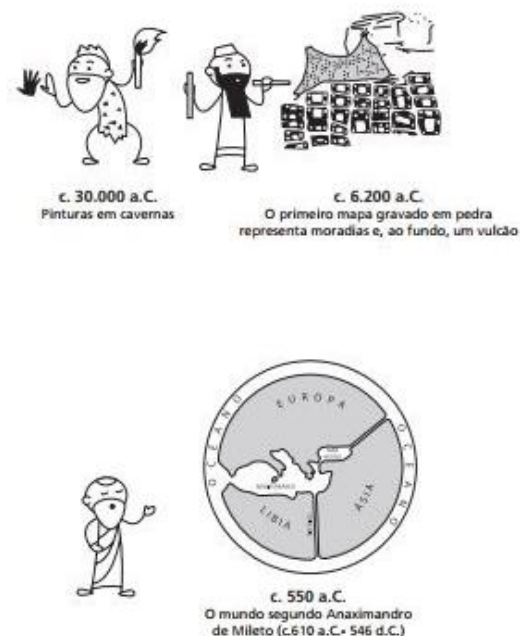 c. 30.000 a.C.
Pinturas em cavernas
c. 6.200 a.C.
O primeiro mapa gravado em pedra
representa moradias e, ao fundo, um vulcão
EUROPA
OCEANO
OCEANO
LÍBIA
ÁSIA
c. 550 a.C.
O mundo segundo Anaximandro
de Mileto (c.610 a.C.- 546 d.C.)